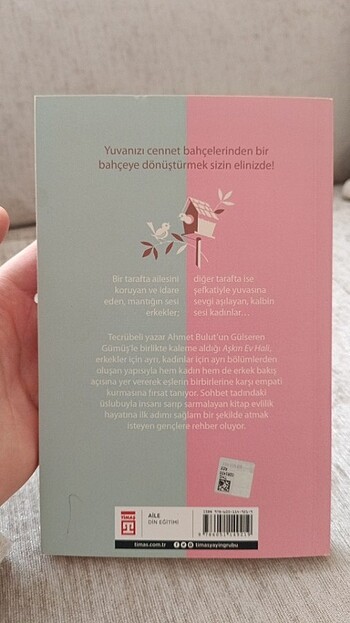 Yuvanızı cennet bahçelerinden bir
bahçeye dönüştürmek sizin elinizde!
Bir tarafta ailesini
koruyan ve idare
eden, mantığın sesi
erkekler;
diğer tarafta ise
şefkatiyle yuvasına
sevgi aşılayan, kalbin
sesi kadınlar...
Tecrübeli yazar Ahmet Bulut'un Gülseren
Gümüş'le birlikte kaleme aldığı Aşkın Ev Hali;
erkekler için ayrı, kadınlar için ayrı bölümlerden
oluşan yapısıyla hem kadın hem de erkek bakış
açısına yer vererek eşlerin birbirlerine karşı empati
kurmasına fırsat tanıyor. Sohbet tadındaki
üslubuyla insanı sarıp sarmalayan kitap evlilik
hayatına ilk adımı sağlam bir şekilde atmak
isteyen gençlere rehber oluyor.
TİMAŞ
AİLE
DİN EĞİTİMİ
timas.com.tr
timasyayingrubu